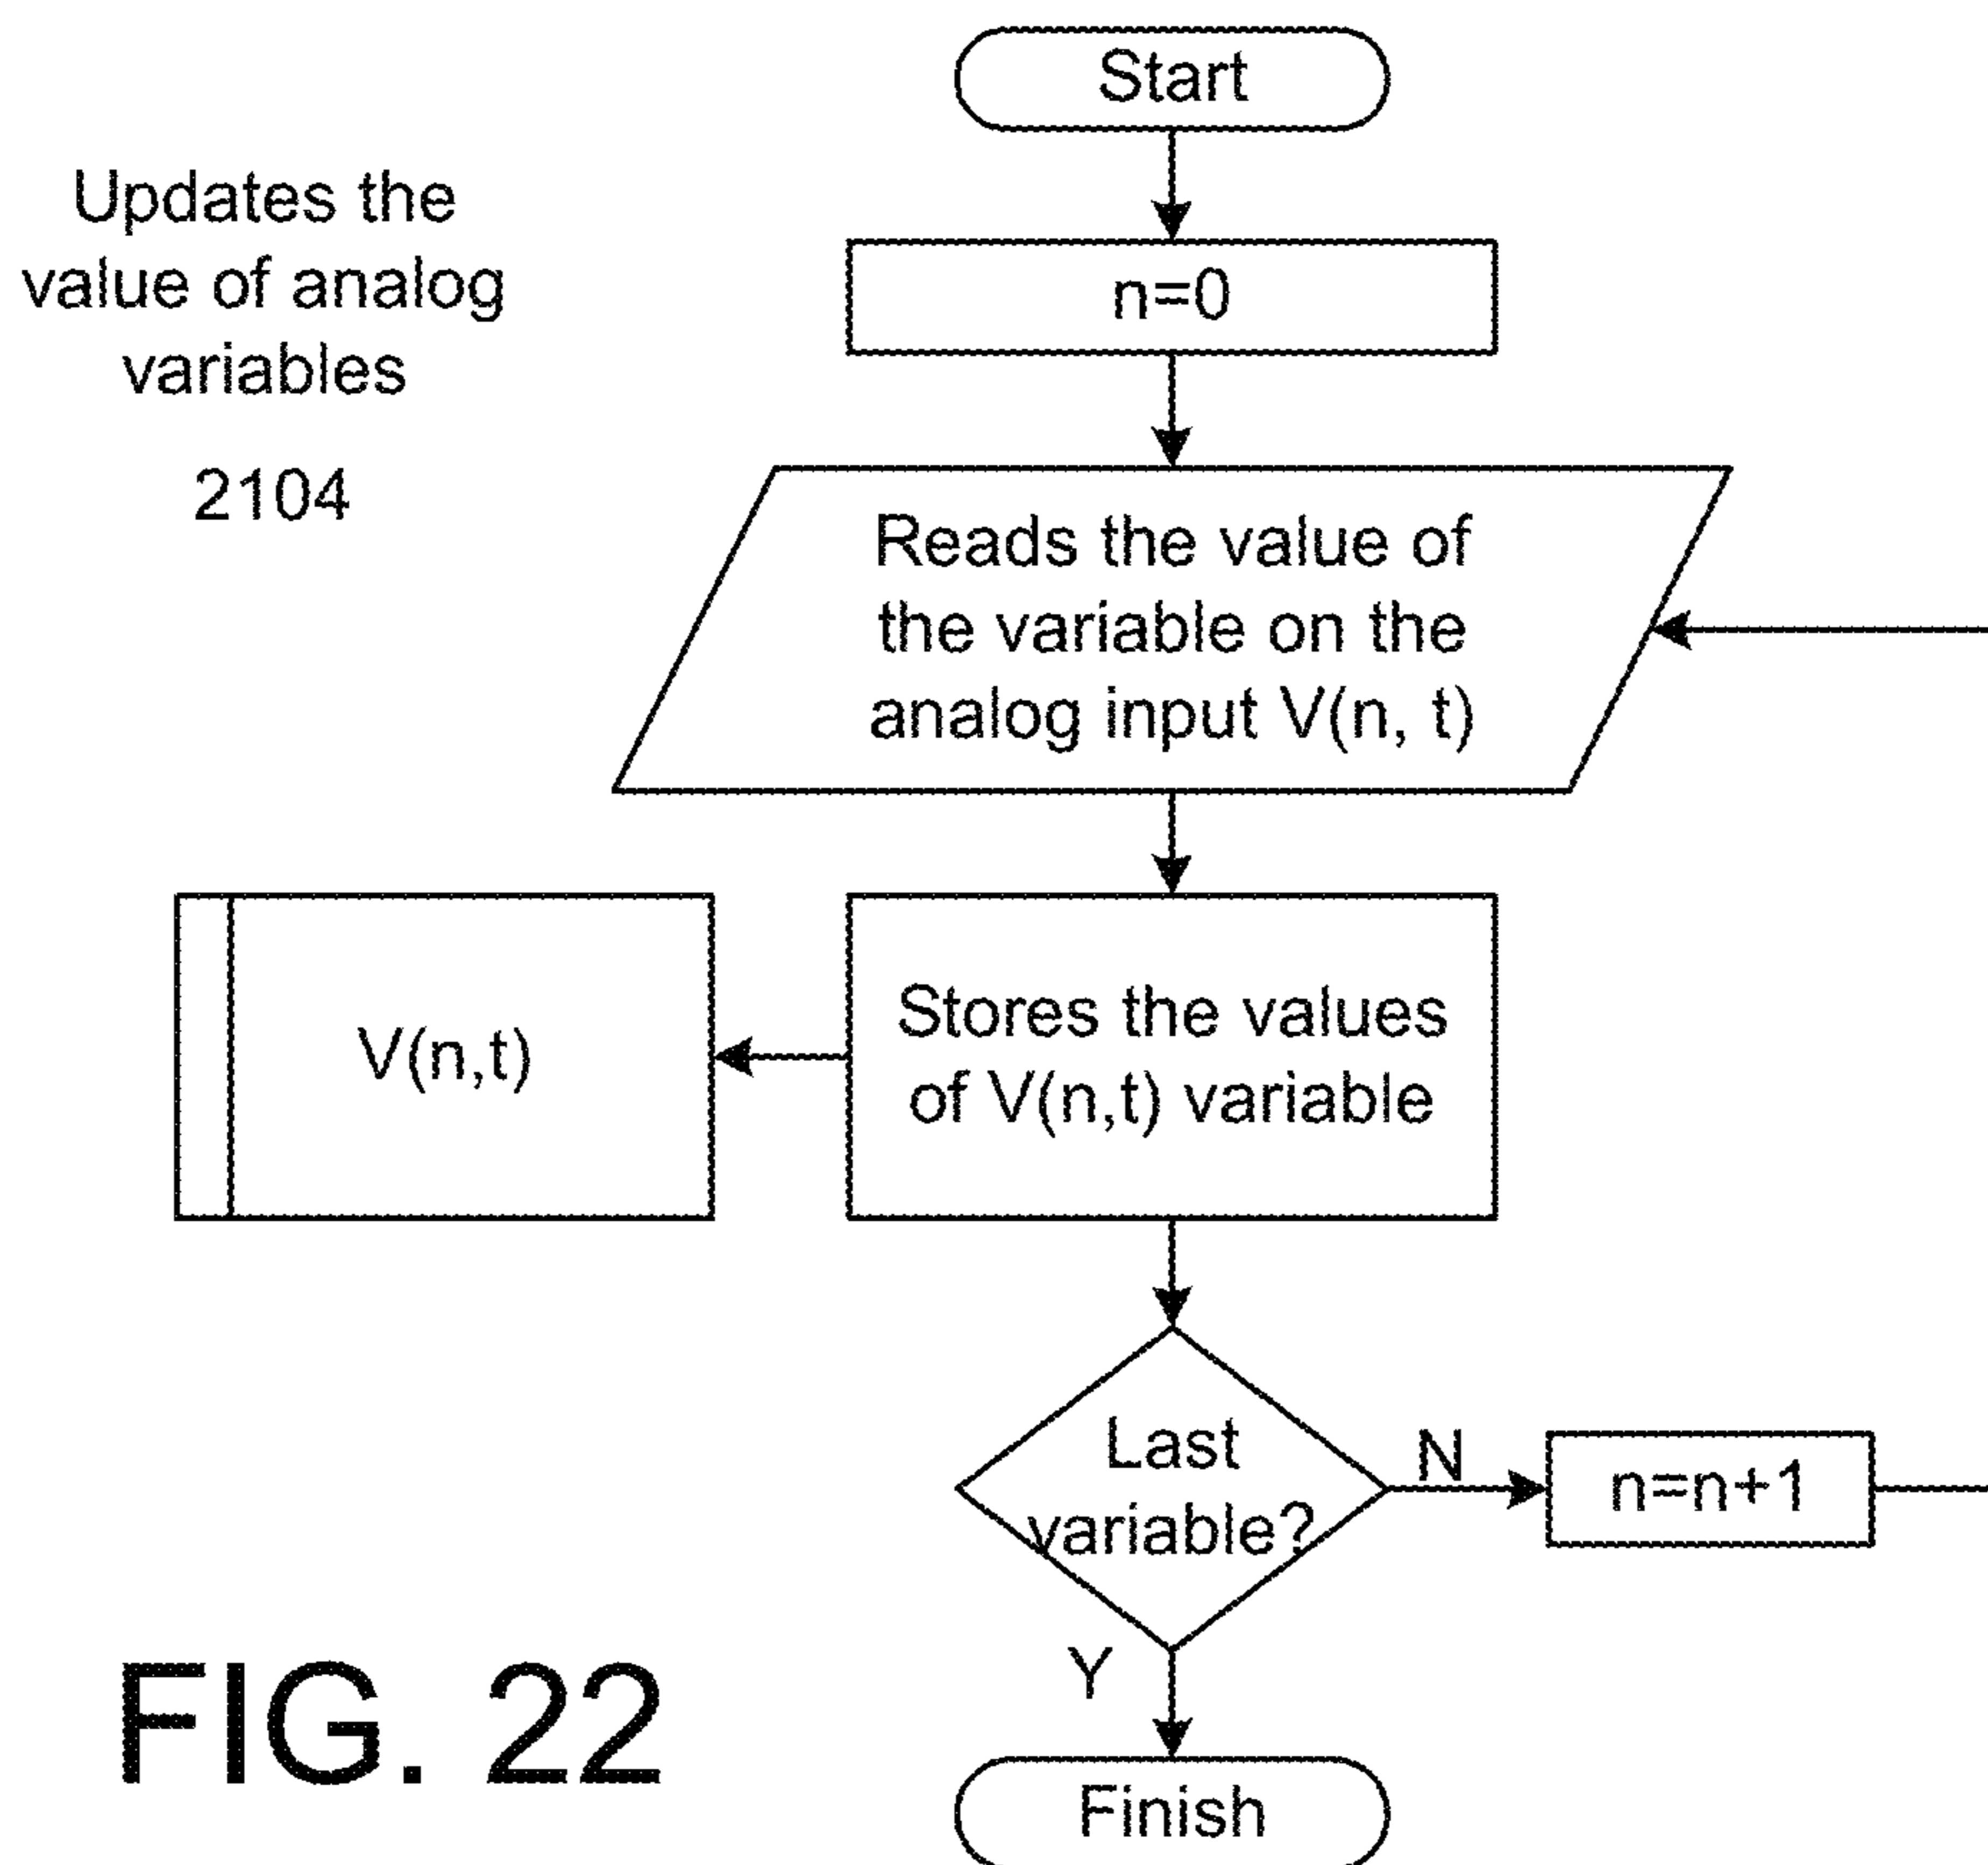 Start
Updates the
value of analog
variables
2104
n=0
Reads the value of
the variable on the
analog input V(n, t)
V(n,t)
Stores the values
of V(n,t) variable
Last
variable?
N
n=n+1
Y
Finish
FIG. 22